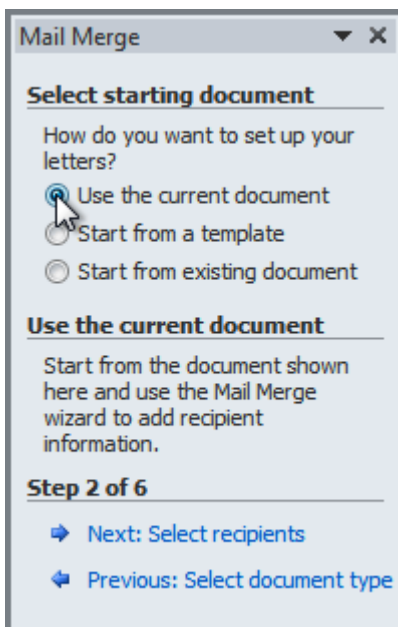 Mail Merge
Select starting document
How do you want to set up your
letters?
Use the current document
Start from a template
Start from existing document
Use the current document
Start from the document shown
here and use the Mail Merge
wizard to add recipient
information.
Step 2 of 6
Next: Select recipients
Previous: Select document type